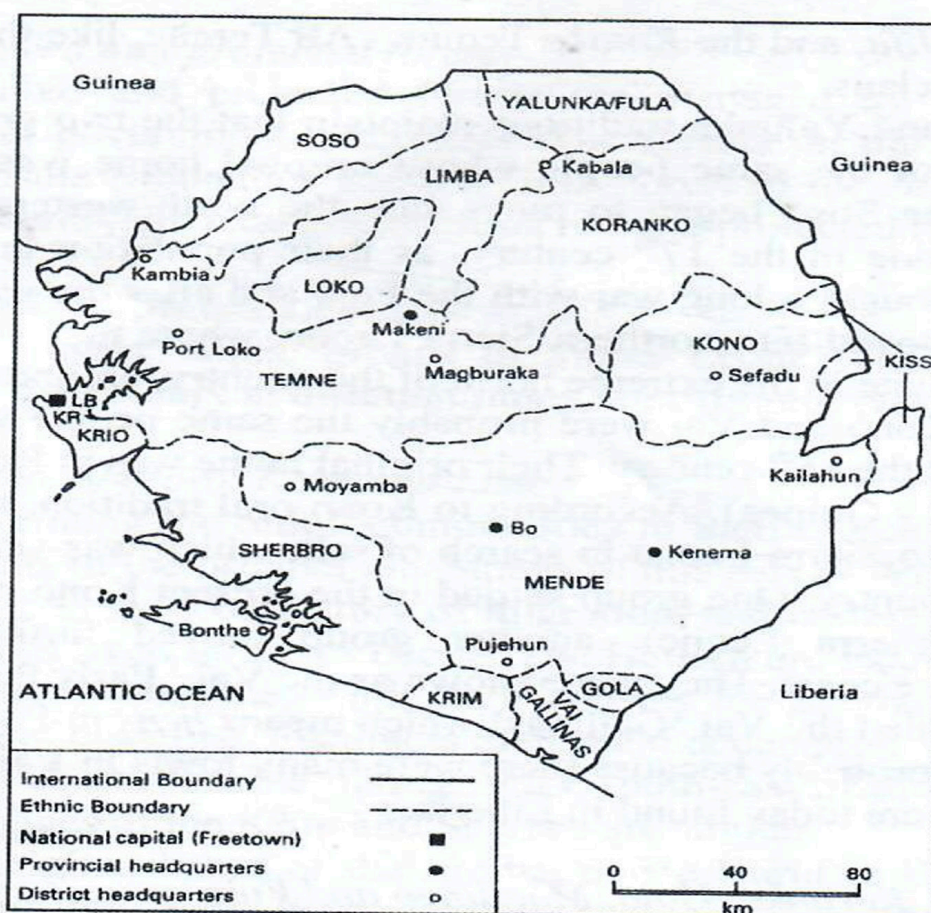 Guinea
YALUNKA/FULA
SOSO
Guinea
LIMBA
Kabala
KORANKO
Kambia
LOKO
Makeni
Port Loko
KONO
KISS
TEMNE
Magburaka
Sefadu
LB
KR
KRIO
Kailahun
Moyamba
Bo
Kenema
SHERBRO
MENDE
Bonthe
Pujehun
ATLANTIC OCEAN
KRIM
VAI
GALLINAS
GOLA
Liberia
International Boundary
Ethnic Boundary
National capital (Freetown)
Provincial headquarters
District headquarters
0 40 80
km